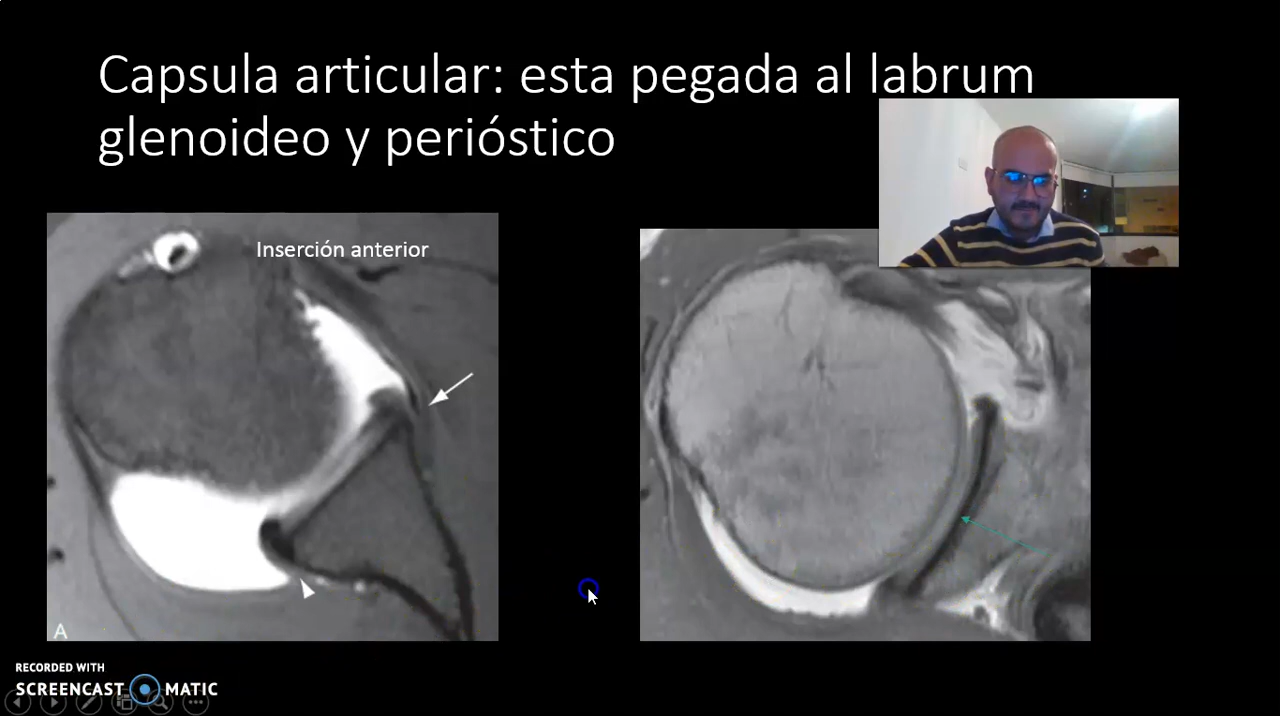 Capsula articular: esta pegada al labrum
glenoideo y perióstico
Inserción anterior
A
RECORDED WITH
SCREENCAST MATIC